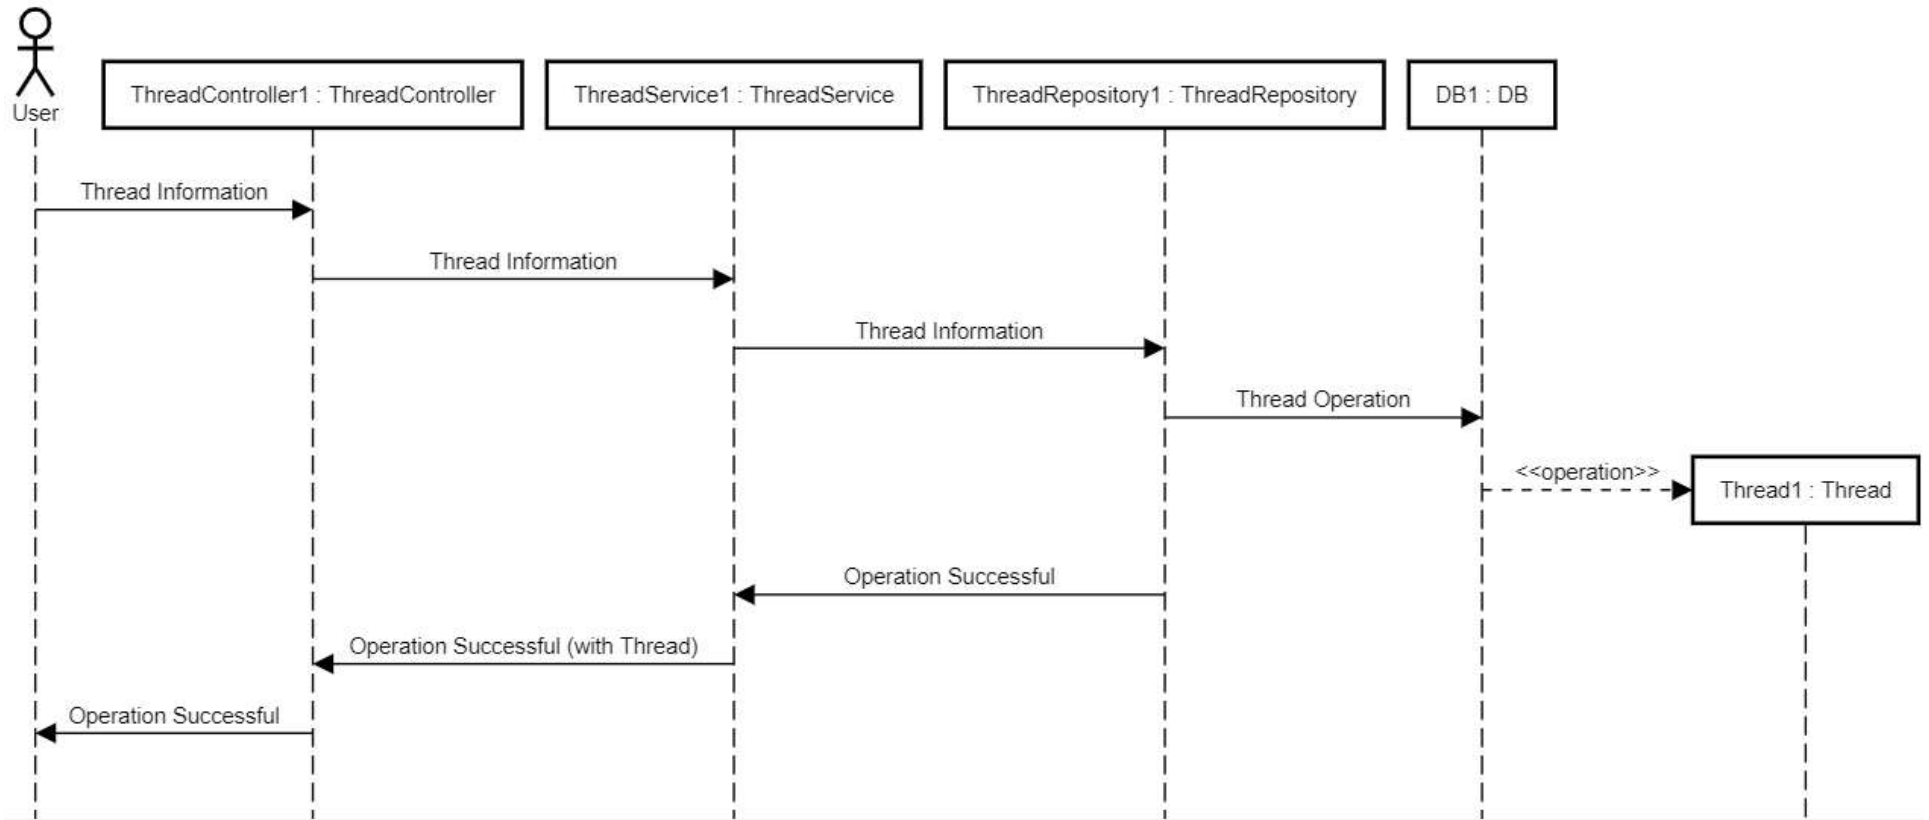 User
ThreadController1 : ThreadController
ThreadService1 : ThreadService
ThreadRepository1 : ThreadRepository
DB1 : DB
Thread Information
Thread Information
Thread Information
Thread Operation
<<operation>>
Thread1 : Thread
Operation Successful
Operation Successful (with Thread)
Operation Successful